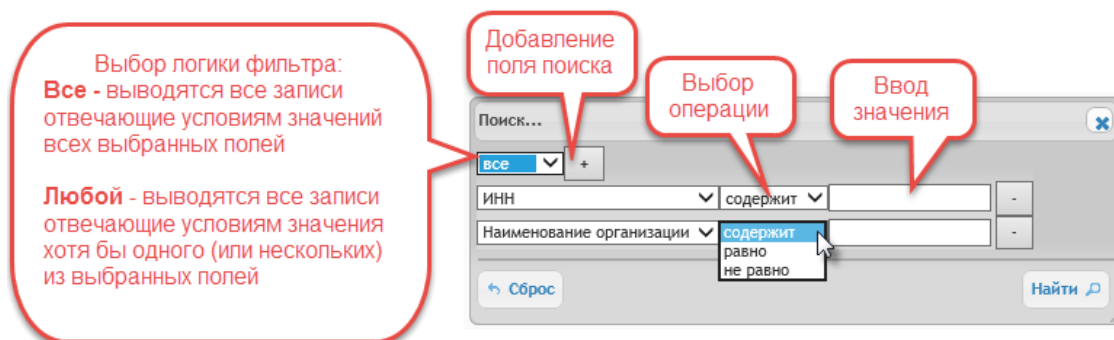 Выбор логики фильтра:
Все - выводятся все записи
отвечающие условиям значений
всех выбранных полей
Любой - выводятся все записи
отвечающие условиям значения
хотя бы одного (или нескольких)
из выбранных полей
Добавление
поля поиска
Выбор
операции
Ввод
значения
Поиск...
все
+
ИНН
содержит
-
Наименование организации
содержит
-
равно
не равно
Сброс
Найти